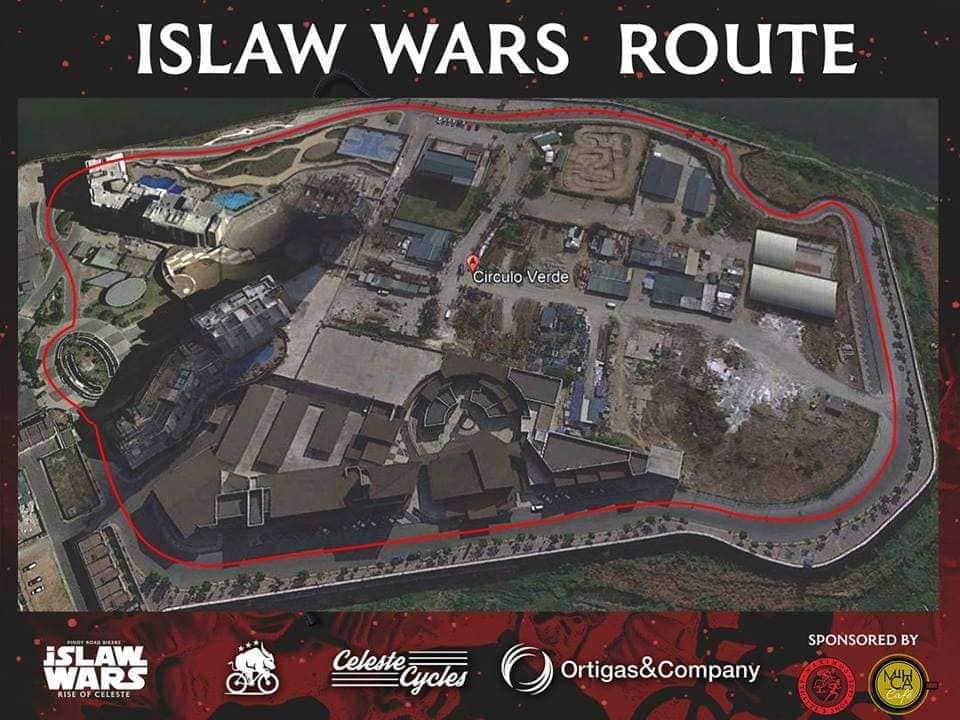 ISLAW WARS ROUTE
A
Circulo Verde
PINOY ROAD BIKERS
iSLAW
WARS
RISE OF CELESTE
Celeste
Cycles
Ortigas&Company
SPONSORED BY
Café